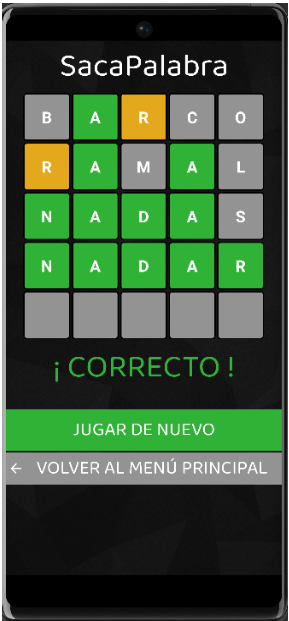 SacaPalabra
B A R C O
R A M A L
N A D A S
N A D A R
¡ CORRECTO !
JUGAR DE NUEVO
← VOLVER AL MENÚ PRINCIPAL